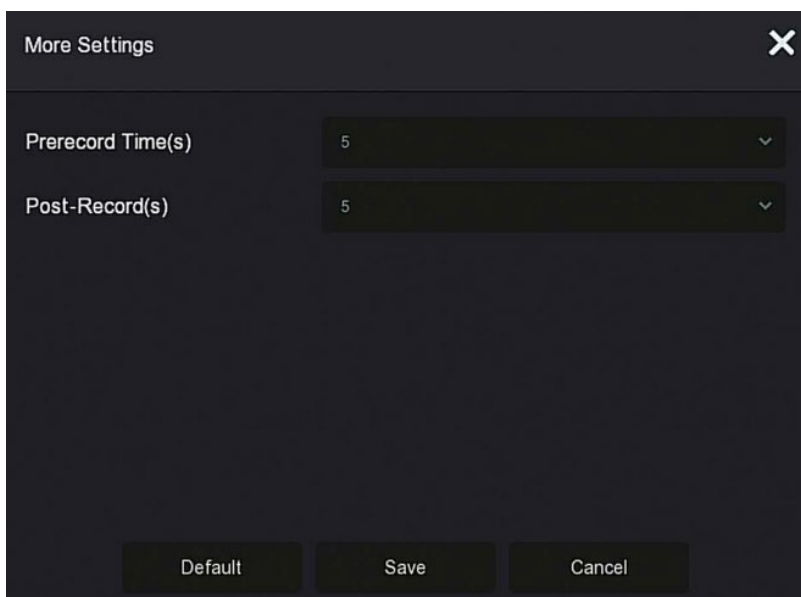 More Settings
Prerecord Time(s) 5
Post-Record(s) 5
Default Save Cancel